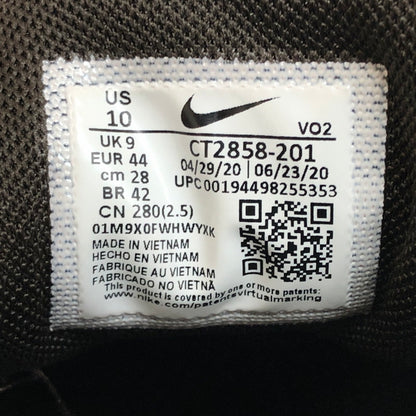 US
10
VO2
UK 9
EUR 44
cm 28
BR 42
CN 280(2.5)
CT2858-201
04/29/20 | 06/23/20
UPC00194498255353
01M9X0FWHWYXK
MADE IN VIETNAM
HECHO EN VIETNAM
FABRIQUE AU VIETNAM
FABRICADO NO VIETNÃ
This product is covered by one or more patents:
www.nike.com/patentsvirtualmarking